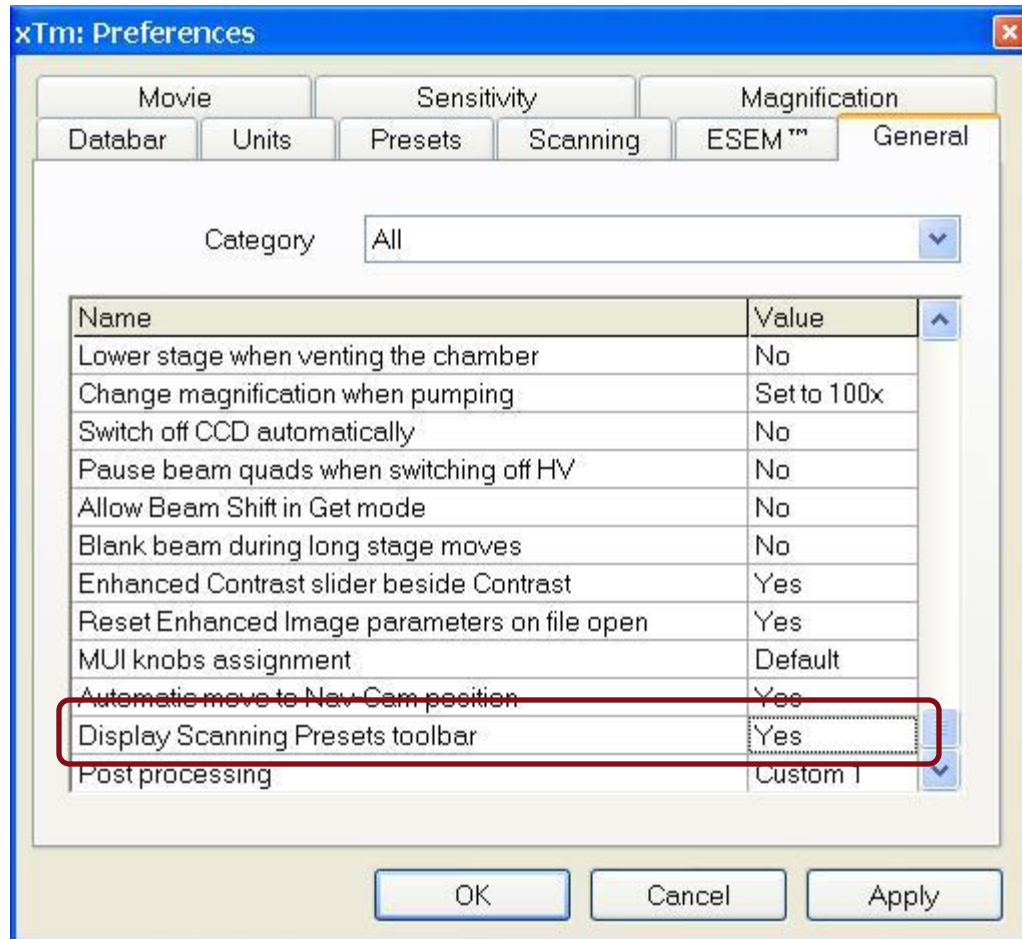 xTm: Preferences
Movie Sensitivity Magnification
Databar Units Presets Scanning ESEM™ General
Category All
Name Value
Lower stage when venting the chamber No
Change magnification when pumping Set to 100x
Switch off CCD automatically No
Pause beam quads when switching off HV No
Allow Beam Shift in Get mode No
Blank beam during long stage moves No
Enhanced Contrast slider beside Contrast Yes
Reset Enhanced Image parameters on file open Yes
MUI knobs assignment Default
Automatic move to Nav-Cam position Yes
Display Scanning Presets toolbar Yes
Post processing Custom 1
OK Cancel Apply